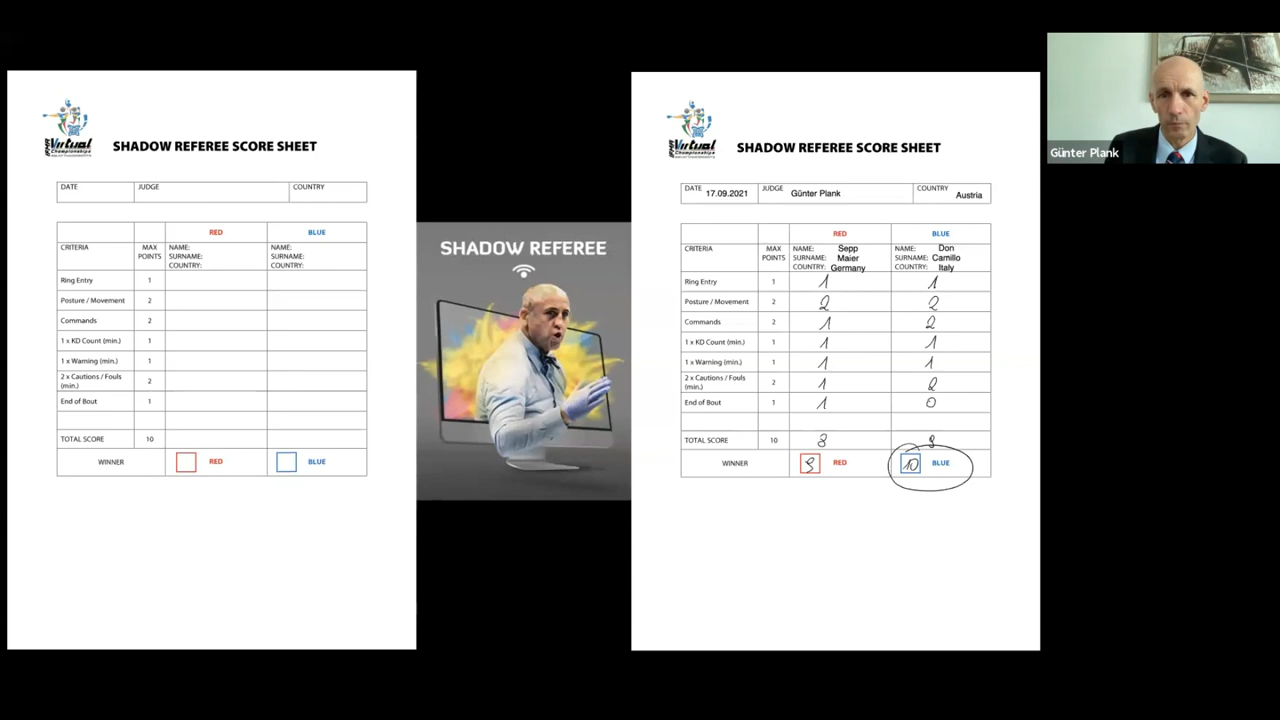 Virtual
Championships
SHADOW REFEREE SCORE SHEET
DATE JUDGE COUNTRY
RED BLUE
CRITERIA MAX POINTS NAME: SURNAME: COUNTRY: NAME: SURNAME: COUNTRY:
Ring Entry 1
Posture / Movement 2
Commands 2
1 x KD Count (min.) 1
1 x Warning (min.) 1
2 x Cautions / Fouls (min.) 2
End of Bout 1
TOTAL SCORE 10
WINNER RED BLUE
SHADOW REFEREE
Virtual
Championships
SHADOW REFEREE SCORE SHEET
DATE 17.09.2021 JUDGE Günter Plank COUNTRY Austria
RED BLUE
CRITERIA MAX POINTS NAME: Sepp SURNAME: Maier COUNTRY: Germany NAME: Don SURNAME: Camillo COUNTRY: Italy
Ring Entry 1 1 1
Posture / Movement 2 2 2
Commands 2 1 2
1 x KD Count (min.) 1 1 1
1 x Warning (min.) 1 1 1
2 x Cautions / Fouls (min.) 2 1 2
End of Bout 1 1 0
TOTAL SCORE 10 8 9
WINNER 9 RED 10 BLUE
Günter Plank